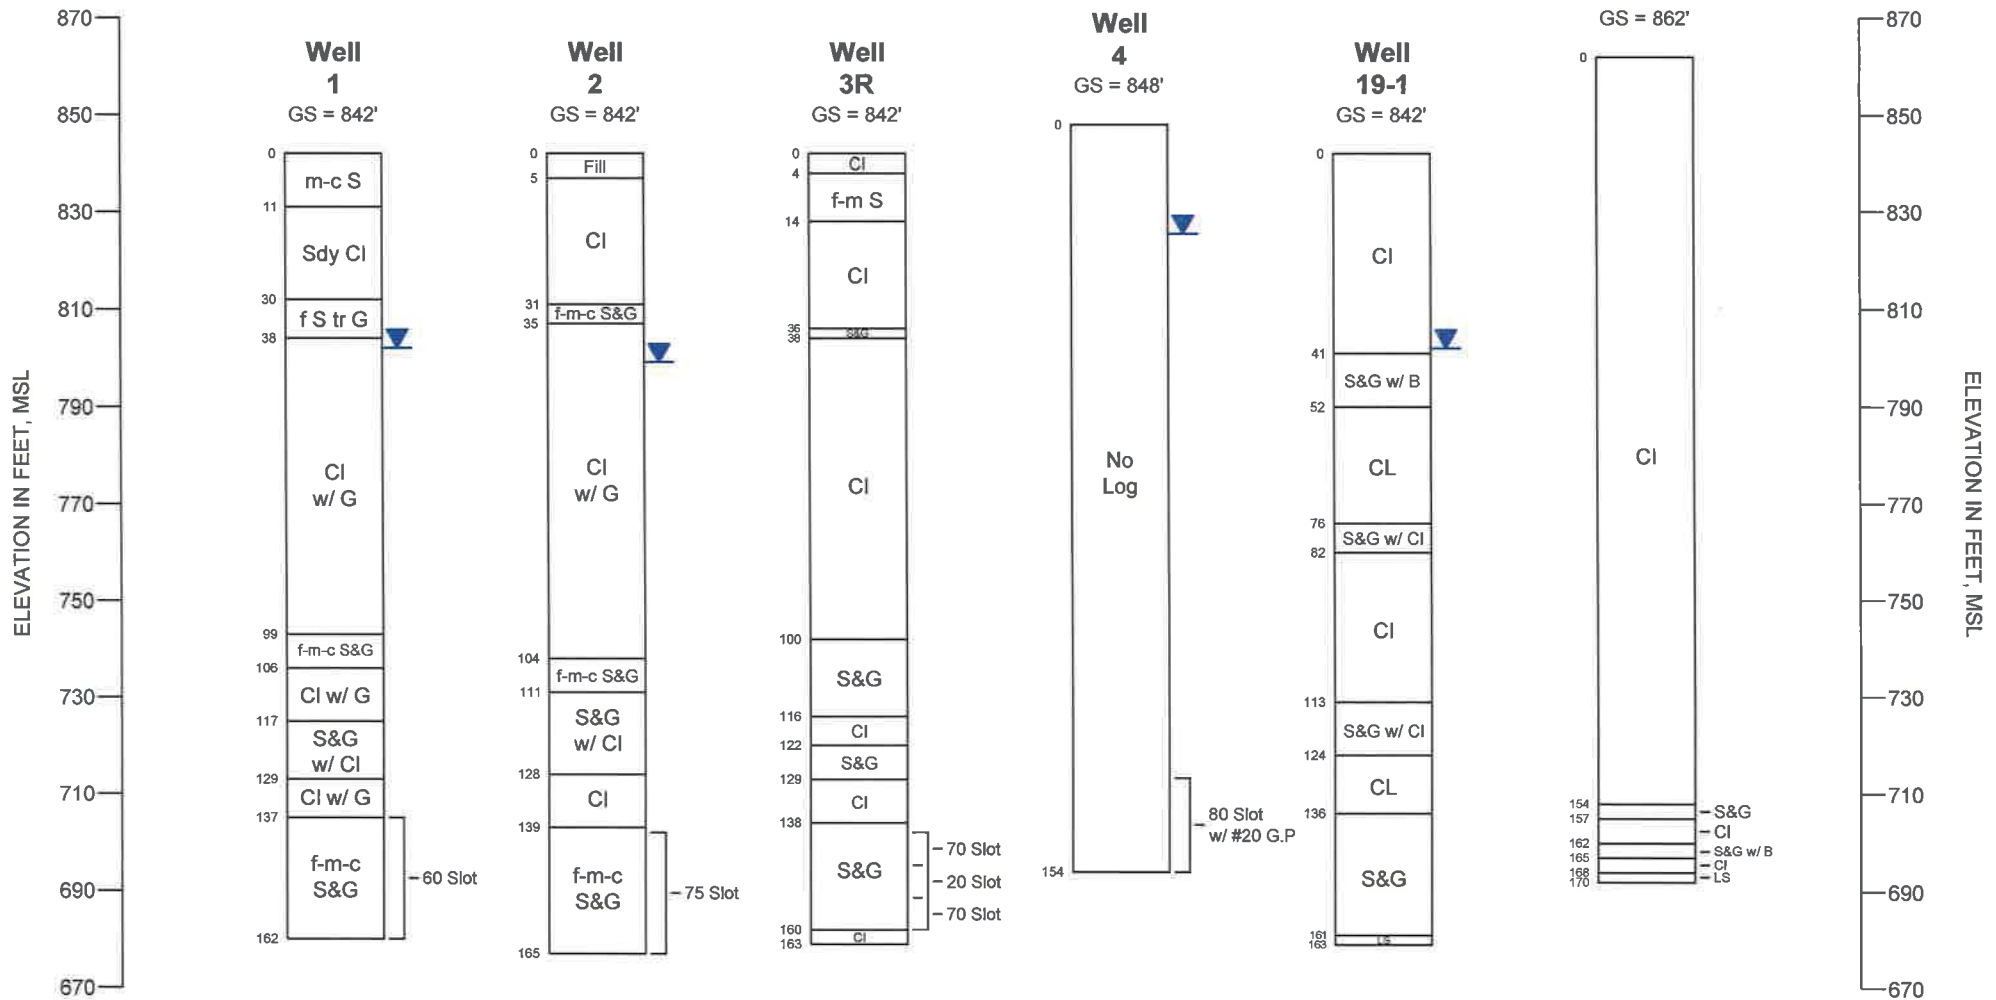 870
850
830
810
790
770
750
730
710
690
670
ELEVATION IN FEET, MSL
Well
1
GS = 842'
0
m-c S
11
Sdy Cl
30
f S tr G
38
Cl
w/ G
99
f-m-c S&G
106
Cl w/ G
117
S&G
w/ Cl
129
Cl w/ G
137
f-m-c
S&G
162
60 Slot
Well
2
GS = 842'
0
Fill
5
Cl
31
f-m-c S&G
35
Cl
w/ G
104
f-m-c S&G
111
S&G
w/ Cl
128
Cl
139
f-m-c
S&G
165
75 Slot
Well
3R
GS = 842'
0
Cl
4
f-m S
14
Cl
36
S&G
38
Cl
100
S&G
116
Cl
122
S&G
129
Cl
138
S&G
160
Cl
163
70 Slot
20 Slot
70 Slot
Well
4
GS = 848'
0
No
Log
154
80 Slot
w/ #20 G.P
Well
19-1
GS = 842'
0
Cl
41
S&G w/ B
52
CL
76
S&G w/ Cl
82
Cl
113
S&G w/ Cl
124
CL
136
S&G
161
LS
163
GS = 862'
0
Cl
154
S&G
157
Cl
162
S&G w/ B
165
Cl
168
LS
170
870
850
830
810
790
770
750
730
710
690
670
ELEVATION IN FEET, MSL